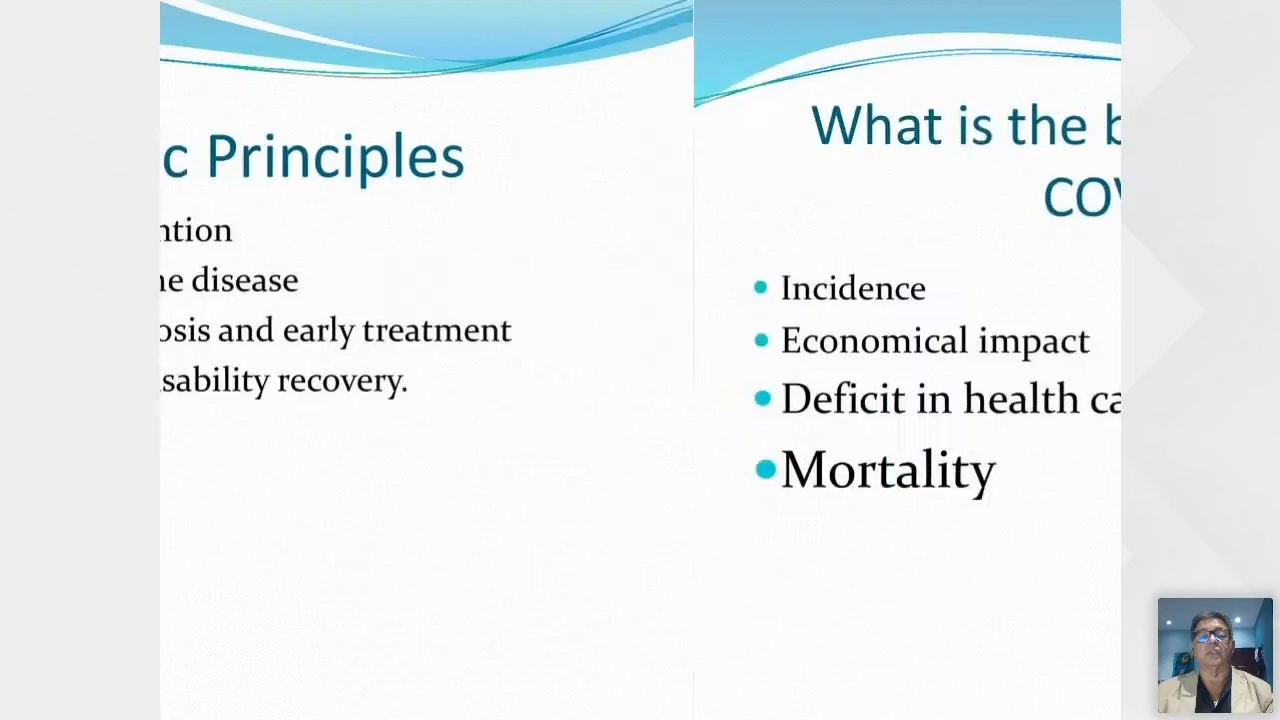 c Principles
ntion
ne disease
osis and early treatment
sability recovery.
What is the b
COV
• Incidence
• Economical impact
• Deficit in health ca
• Mortality